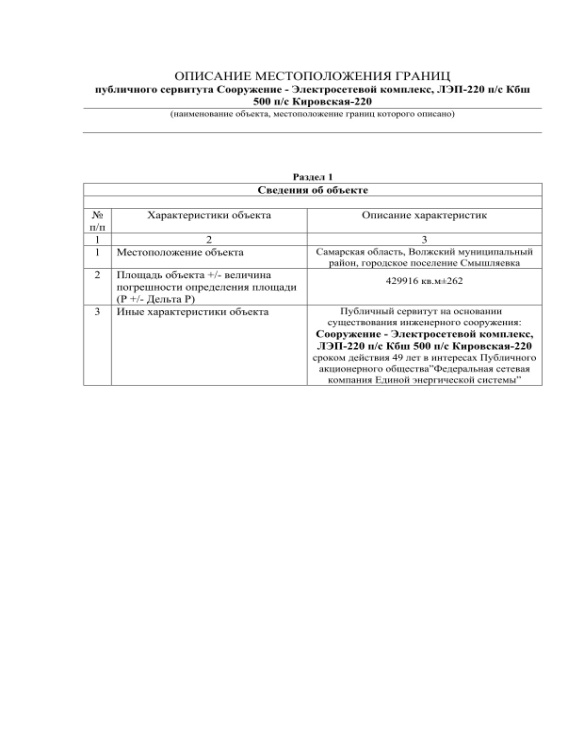 ОПИСАНИЕ МЕСТОПОЛОЖЕНИЯ ГРАНИЦ
публичного сервитута Сооружение - Электросетевой комплекс, ЛЭП-220 п/с Кбш
500 п/с Кировская-220
(наименование объекта, местоположение границ которого описано)
Раздел 1
Сведения об объекте
№
п/п
Характеристики объекта
Описание характеристик
1
2
3
1
Местоположение объекта
Самарская область, Волжский муниципальный
район, городское поселение Смышляевка
2
Площадь объекта +/- величина
погрешности определения площади
(Р +/- Дельта Р)
429916 кв.м±262
3
Иные характеристики объекта
Публичный сервитут на основании
существования инженерного сооружения:
Сооружение - Электросетевой комплекс,
ЛЭП-220 п/с Кбш 500 п/с Кировская-220
сроком действия 49 лет в интересах Публичного
акционерного общества"Федеральная сетевая
компания Единой энергической системы"